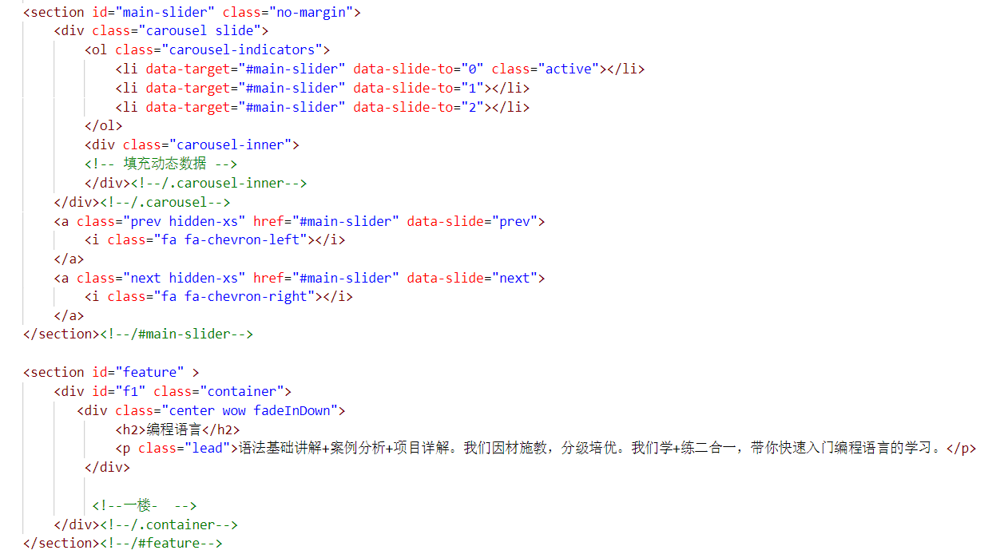 <section id="main-slider" class="no-margin">
<div class="carousel slide">
<ol class="carousel-indicators">
<li data-target="#main-slider" data-slide-to="0" class="active"></li>
<li data-target="#main-slider" data-slide-to="1"></li>
<li data-target="#main-slider" data-slide-to="2"></li>
</ol>
<div class="carousel-inner">
<!-- 填充动态数据 -->
</div><!--/.carousel-inner-->
</div><!--/.carousel-->
<a class="prev hidden-xs" href="#main-slider" data-slide="prev">
<i class="fa fa-chevron-left"></i>
</a>
<a class="next hidden-xs" href="#main-slider" data-slide="next">
<i class="fa fa-chevron-right"></i>
</a>
</section><!--/#main-slider-->
<section id="feature" >
<div id="f1" class="container">
<div class="center wow fadeInDown">
<h2>编程语言</h2>
<p class="lead">语法基础讲解+案例分析+项目详解。我们因材施教，分级培优。我们学+练二合一，带你快速入门编程语言的学习。</p>
</div>
<!--一楼-  -->
</div><!--/.container-->
</section><!--/#feature-->